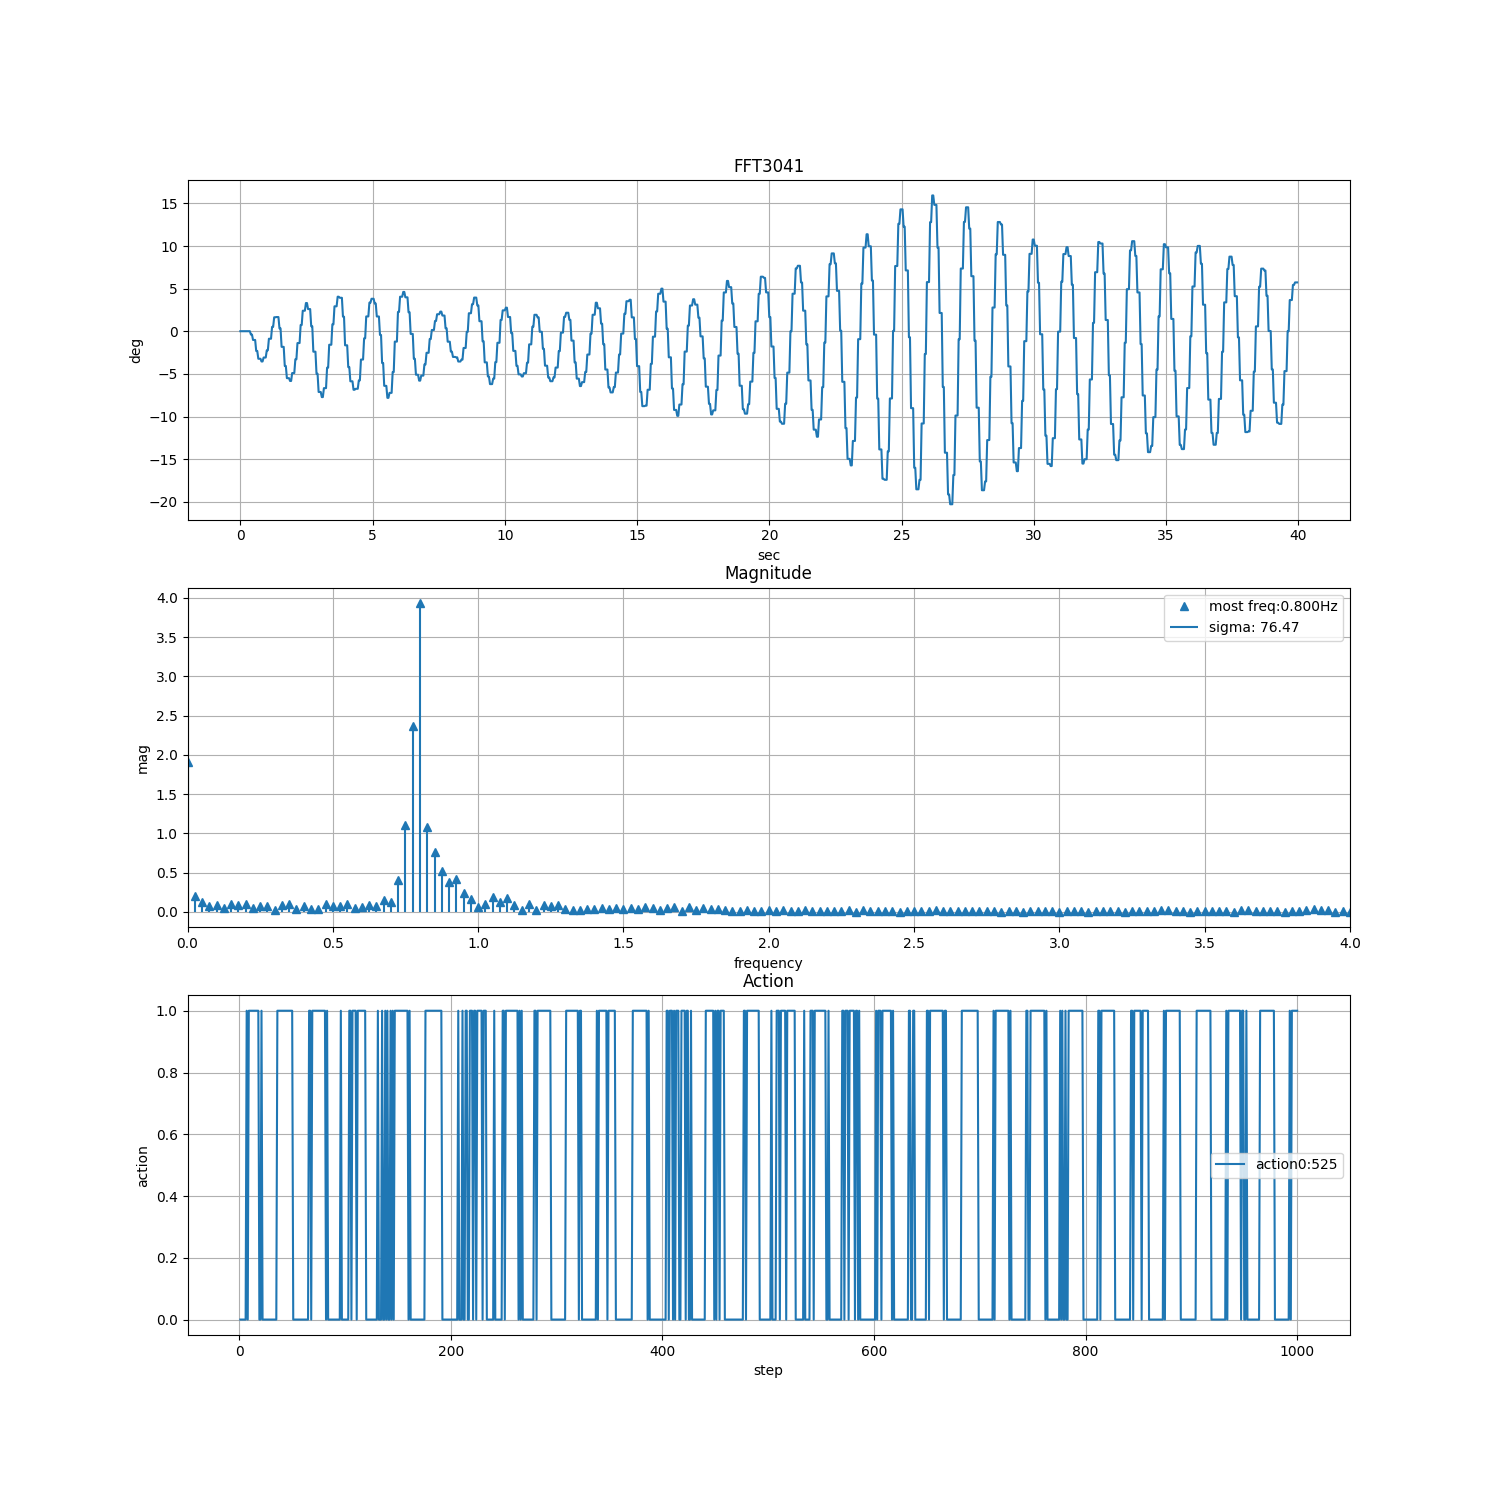 FFT3041
15
10
5
0
−5
−10
−15
−20
deg
0 5 10 15 20 25 30 35 40
sec
Magnitude
4.0
3.5
3.0
2.5
2.0
1.5
1.0
0.5
0.0
mag
most freq:0.800Hz
sigma: 76.47
0.0 0.5 1.0 1.5 2.0 2.5 3.0 3.5 4.0
frequency
Action
1.0
0.8
0.6
0.4
0.2
0.0
action
action0:525
0 200 400 600 800 1000
step